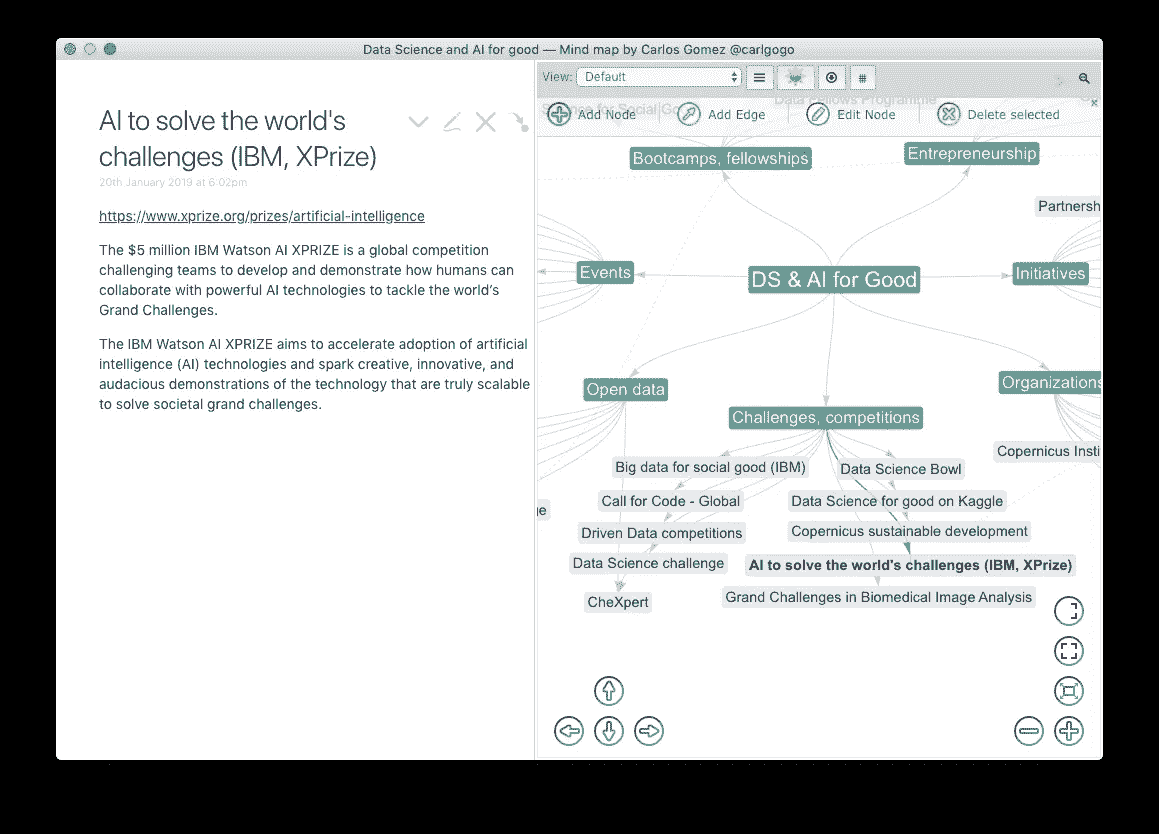 Data Science and AI for good — Mind map by Carlos Gomez @carlgogo
AI to solve the world's
challenges (IBM, XPrize)
20th January 2019 at 6:02pm
https://www.xprize.org/prizes/artificial-intelligence
The $5 million IBM Watson AI XPRIZE is a global competition
challenging teams to develop and demonstrate how humans can
collaborate with powerful AI technologies to tackle the world's
Grand Challenges.
The IBM Watson AI XPRIZE aims to accelerate adoption of artificial
intelligence (AI) technologies and spark creative, innovative, and
audacious demonstrations of the technology that are truly scalable
to solve societal grand challenges.
View: Default
#
Data Fellows Programme
for Social Go
Add Node Add Edge Edit Node Delete selected
Bootcamps, fellowships
Entrepreneurship
Partnersh
Events
DS & AI for Good
Initiatives
Open data
Organizations
Challenges, competitions
Copernicus Insti
Big data for social good (IBM)
Data Science Bowl
Call for Code - Global
Data Science for good on Kaggle
ge
Driven Data competitions
Copernicus sustainable development
Data Science challenge
AI to solve the world's challenges (IBM, XPrize)
CheXpert
Grand Challenges in Biomedical Image Analysis